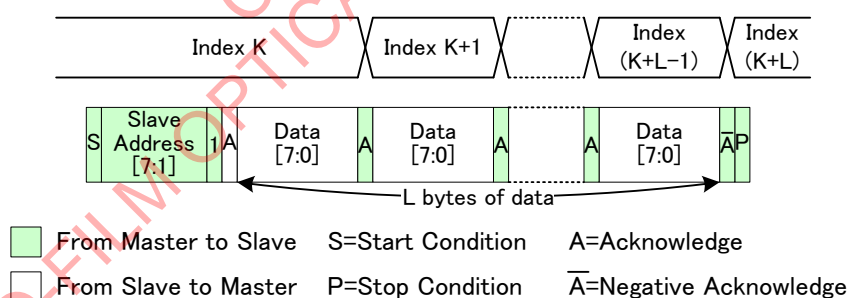 Index K
Index K+1
Index
(K+L-1)
Index
(K+L)
S
Slave
Address
[7:1]
1
A
Data
[7:0]
A
Data
[7:0]
A
A
Data
[7:0]
A̅
P
L bytes of data
From Master to Slave
S=Start Condition
A=Acknowledge
From Slave to Master
P=Stop Condition
A̅=Negative Acknowledge